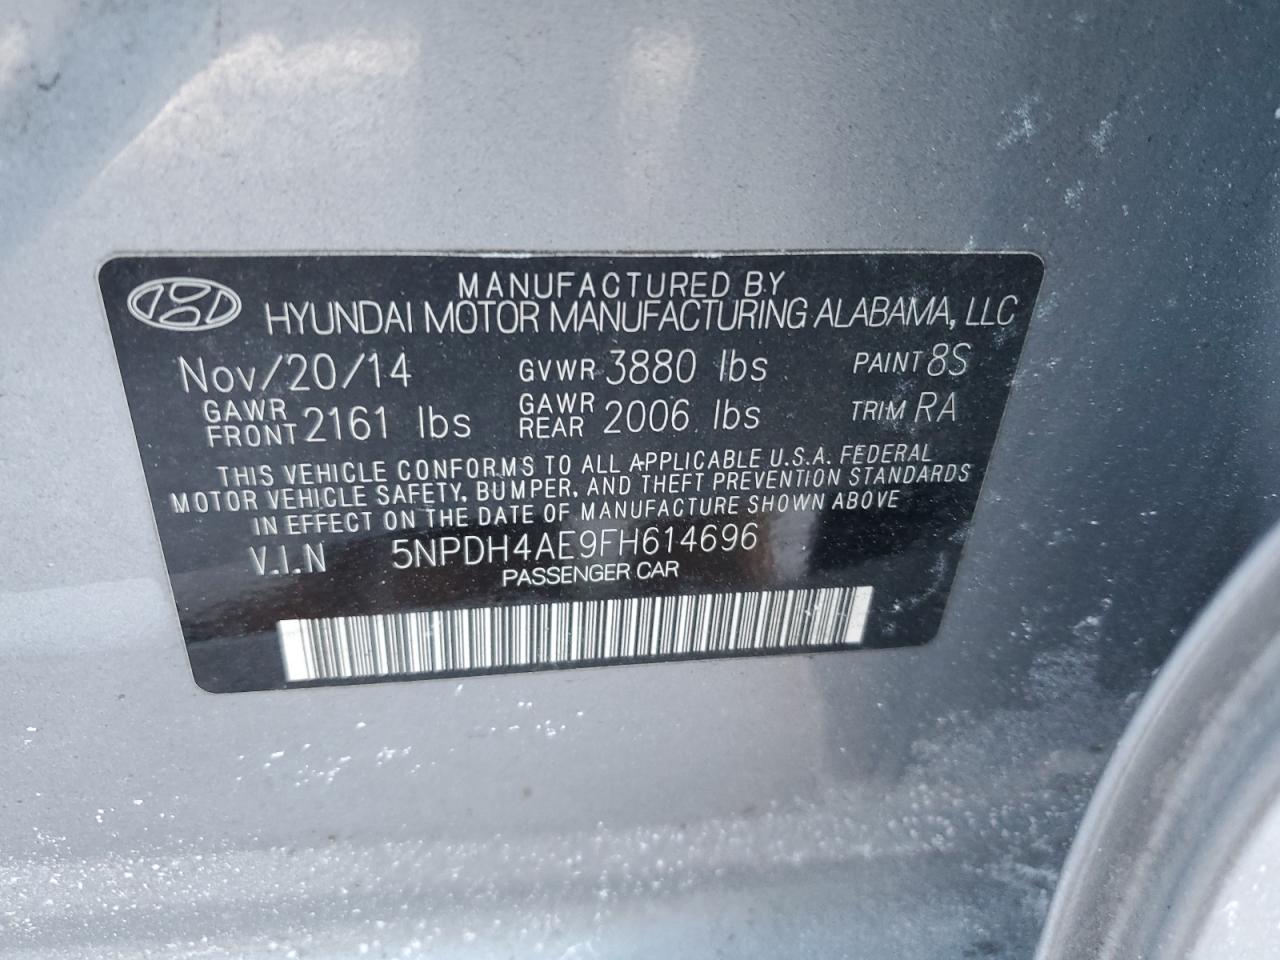 MANUFACTURED BY
HYUNDAI MOTOR MANUFACTURING ALABAMA, LLC
Nov/20/14 GVWR 3880 lbs PAINT 8S
GAWR FRONT 2161 lbs GAWR REAR 2006 lbs TRIM RA
THIS VEHICLE CONFORMS TO ALL APPLICABLE U.S.A. FEDERAL
MOTOR VEHICLE SAFETY, BUMPER, AND THEFT PREVENTION STANDARDS
IN EFFECT ON THE DATE OF MANUFACTURE SHOWN ABOVE
V.I.N 5NPDH4AE9FH614696
PASSENGER CAR